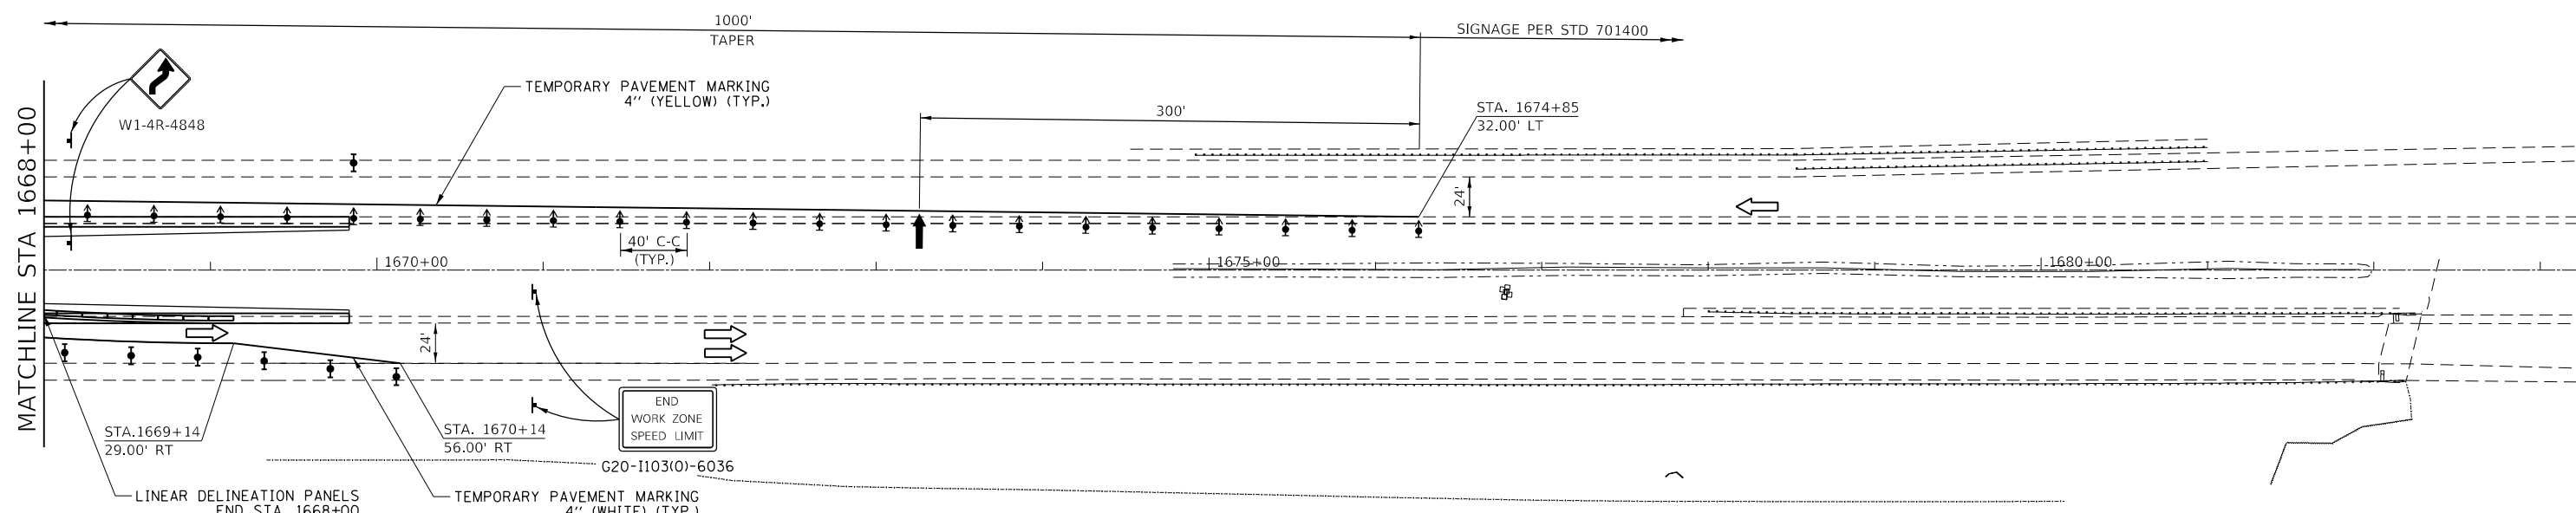 1000'
TAPER
SIGNAGE PER STD 701400
W1-4R-4848
TEMPORARY PAVEMENT MARKING
4'' (YELLOW) (TYP.)
300'
STA. 1674+85
32.00' LT
MATCHLINE STA 1668+00
24'
40' C-C
(TYP.)
1670+00
1675+00
1680+00
24'
END
WORK ZONE
SPEED LIMIT
G20-I103(0)-6036
STA.1669+14
29.00' RT
STA. 1670+14
56.00' RT
LINEAR DELINEATION PANELS
END STA. 1668+00
TEMPORARY PAVEMENT MARKING
4'' (WHITE) (TYP.)